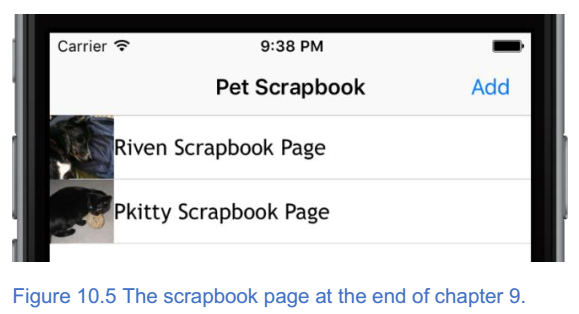 Carrier 9:38 PM
Pet Scrapbook Add
Riven Scrapbook Page
Pkitty Scrapbook Page
Figure 10.5 The scrapbook page at the end of chapter 9.